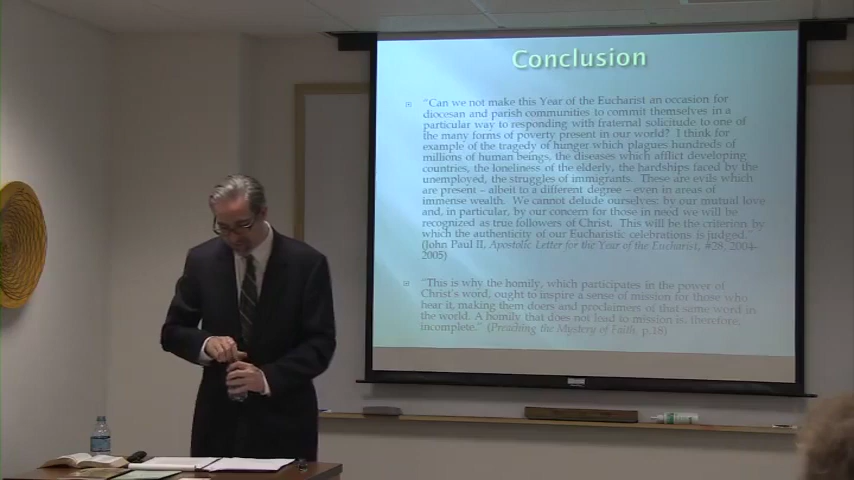 Conclusion
"Can we not make this Year of the Eucharist an occasion for
diocesan and parish communities to commit themselves in a
particular way to responding with fraternal solicitude to one of
the many forms of poverty present in our world? I think for
example of the tragedy of hunger which plagues hundreds of
millions of human beings, the diseases which afflict developing
countries, the loneliness of the elderly, the hardships faced by the
unemployed, the struggles of immigrants. These are evils which
are present – albeit to a different degree – even in areas of
immense wealth. We cannot delude ourselves: by our mutual love
and, in particular, by our concern for those in need we will be
recognized as true followers of Christ. This will be the criterion by
which the authenticity of our Eucharistic celebrations is judged."
(John Paul II, Apostolic Letter for the Year of the Eucharist, #28, 2004–
2005)
"This is why the homily, which participates in the power of
Christ's word, ought to inspire a sense of mission for those who
hear it, making them doers and proclaimers of that same word in
the world. A homily that does not lead to mission is, therefore,
incomplete." (Preaching the Mystery of Faith, p.18)